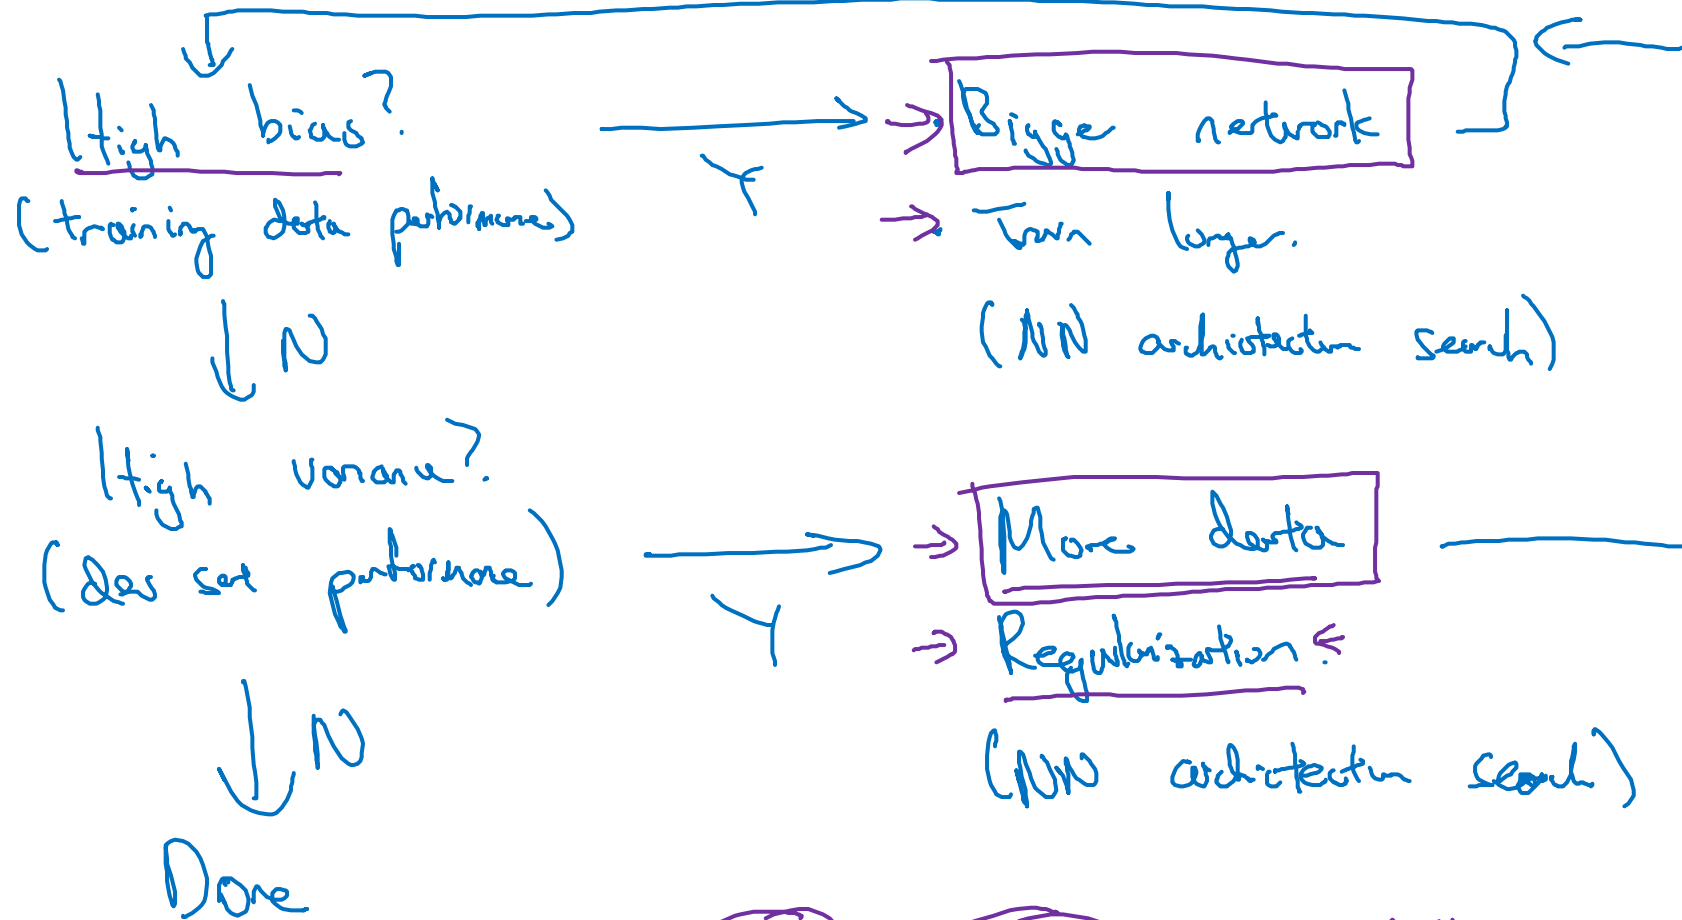 High bias?
(training data performance)
Y
Bigger network
Train longer.
(NN architecture search)
N
High variance?
(dev set performance)
Y
More data
Regularization.
(NN architecture search)
N
Done